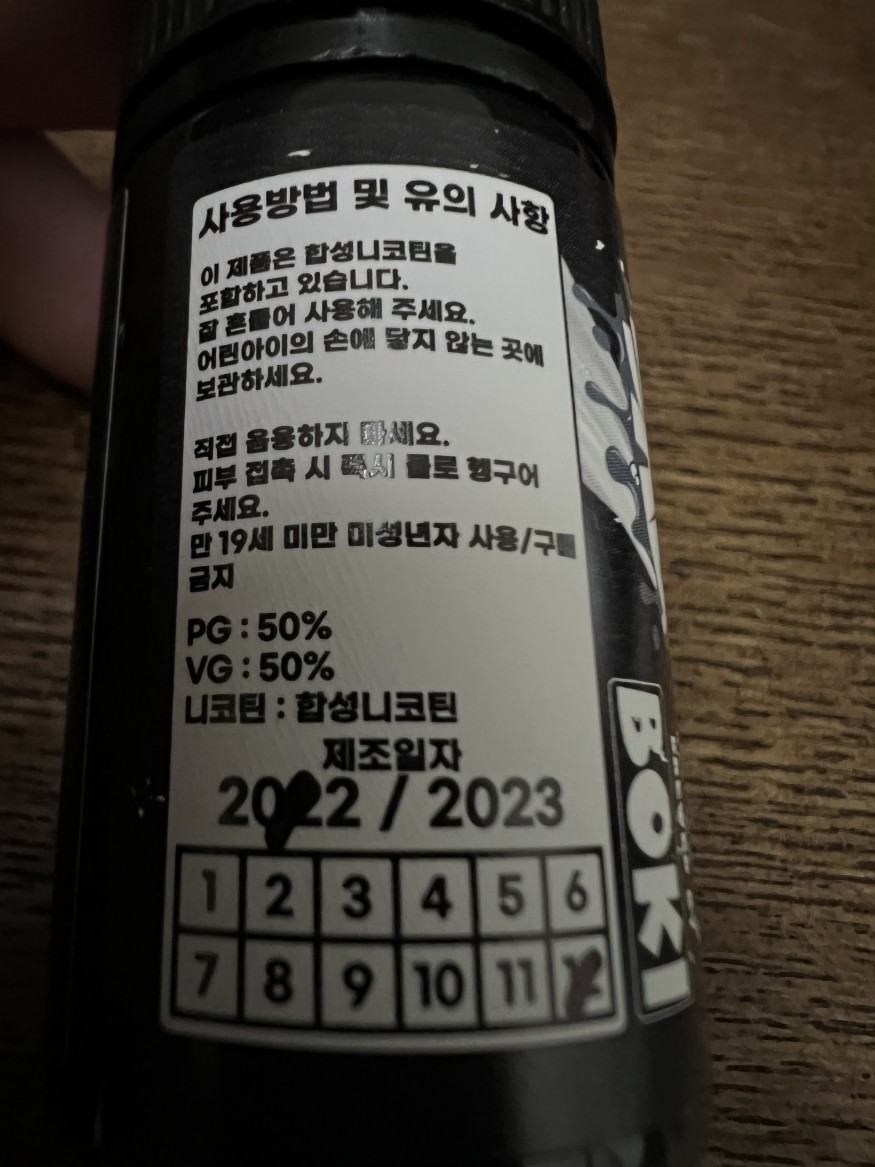 사용방법 및 유의 사항
이 제품은 합성니코틴을
포함하고 있습니다.
잘 흔들어 사용해 주세요.
어린아이의 손에 닿지 않는 곳에
보관하세요.
직접 음용하지 마세요.
피부 접촉 시 즉시 물로 헹구어
주세요.
만 19세 미만 미성년자 사용/구매
금지
PG : 50%
VG : 50%
니코틴 : 합성니코틴
제조일자
2022 / 2023
1 2 3 4 5 6
7 8 9 10 11 12
BOKI